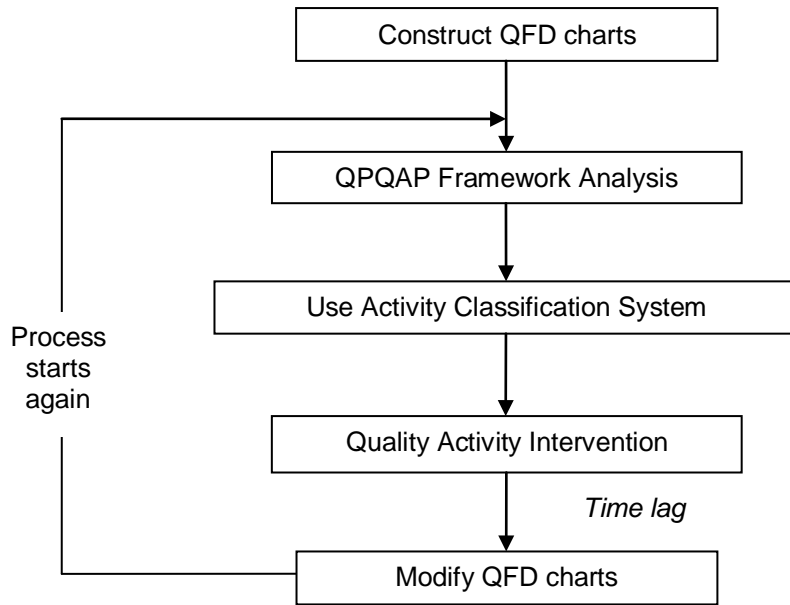 Construct QFD charts
QPQAP Framework Analysis
Use Activity Classification System
Process
starts
again
Quality Activity Intervention
Time lag
Modify QFD charts